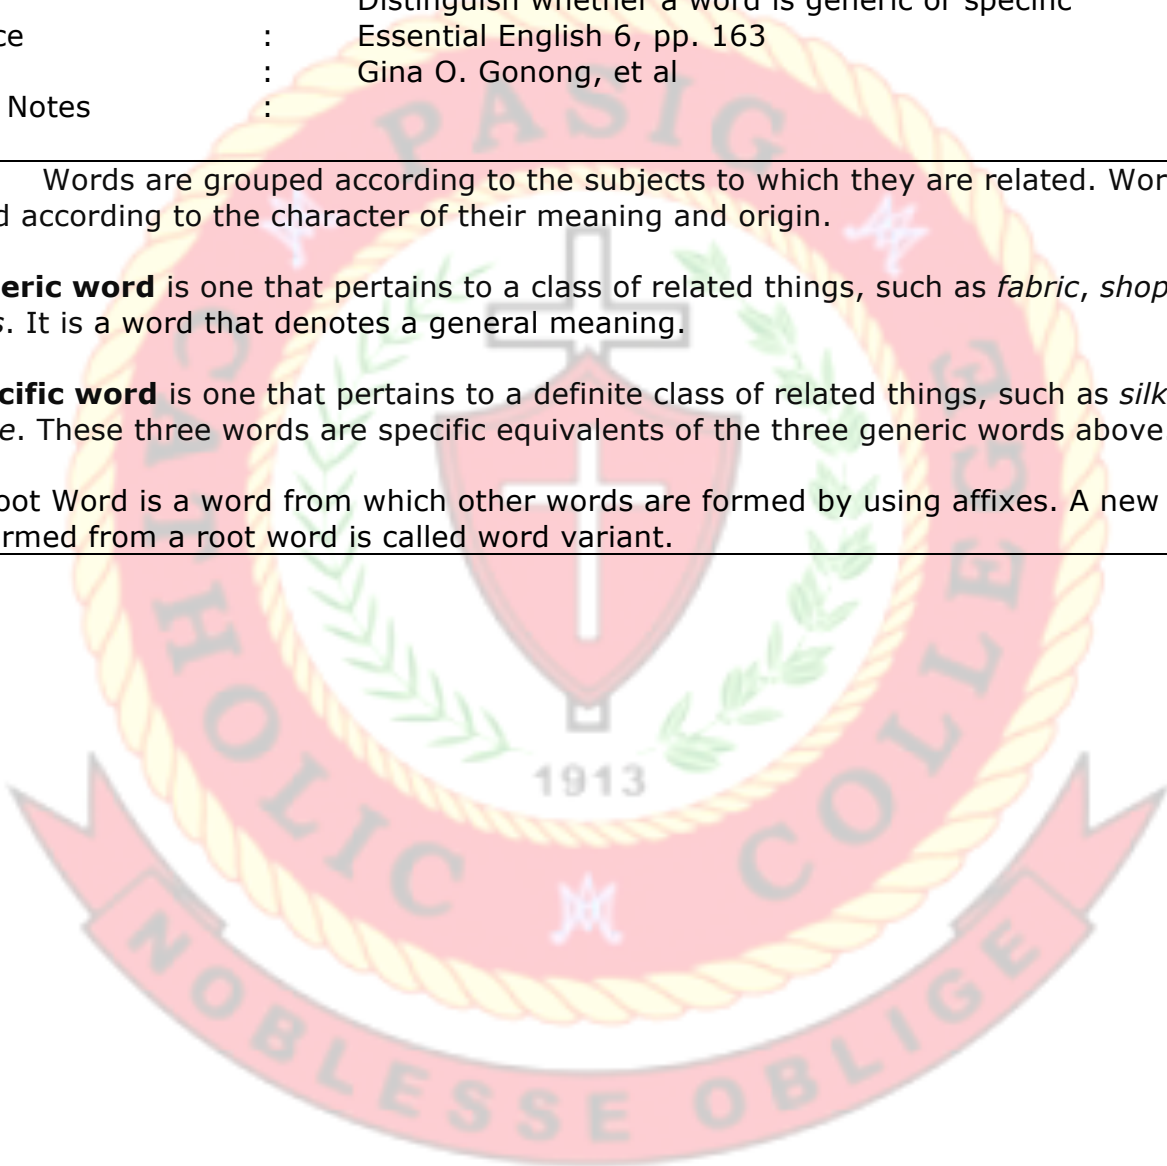 Distinguish whether a word is generic or specific
ce : Essential English 6, pp. 163
: Gina O. Gonong, et al
Notes :
Words are grouped according to the subjects to which they are related. Wor
d according to the character of their meaning and origin.
eric word is one that pertains to a class of related things, such as fabric, shop
s. It is a word that denotes a general meaning.
cific word is one that pertains to a definite class of related things, such as silk
e. These three words are specific equivalents of the three generic words above.
oot Word is a word from which other words are formed by using affixes. A new
rmed from a root word is called word variant.
PASIG CATHOLIC COLLEGE
1913
NOBLESSE OBLIGE